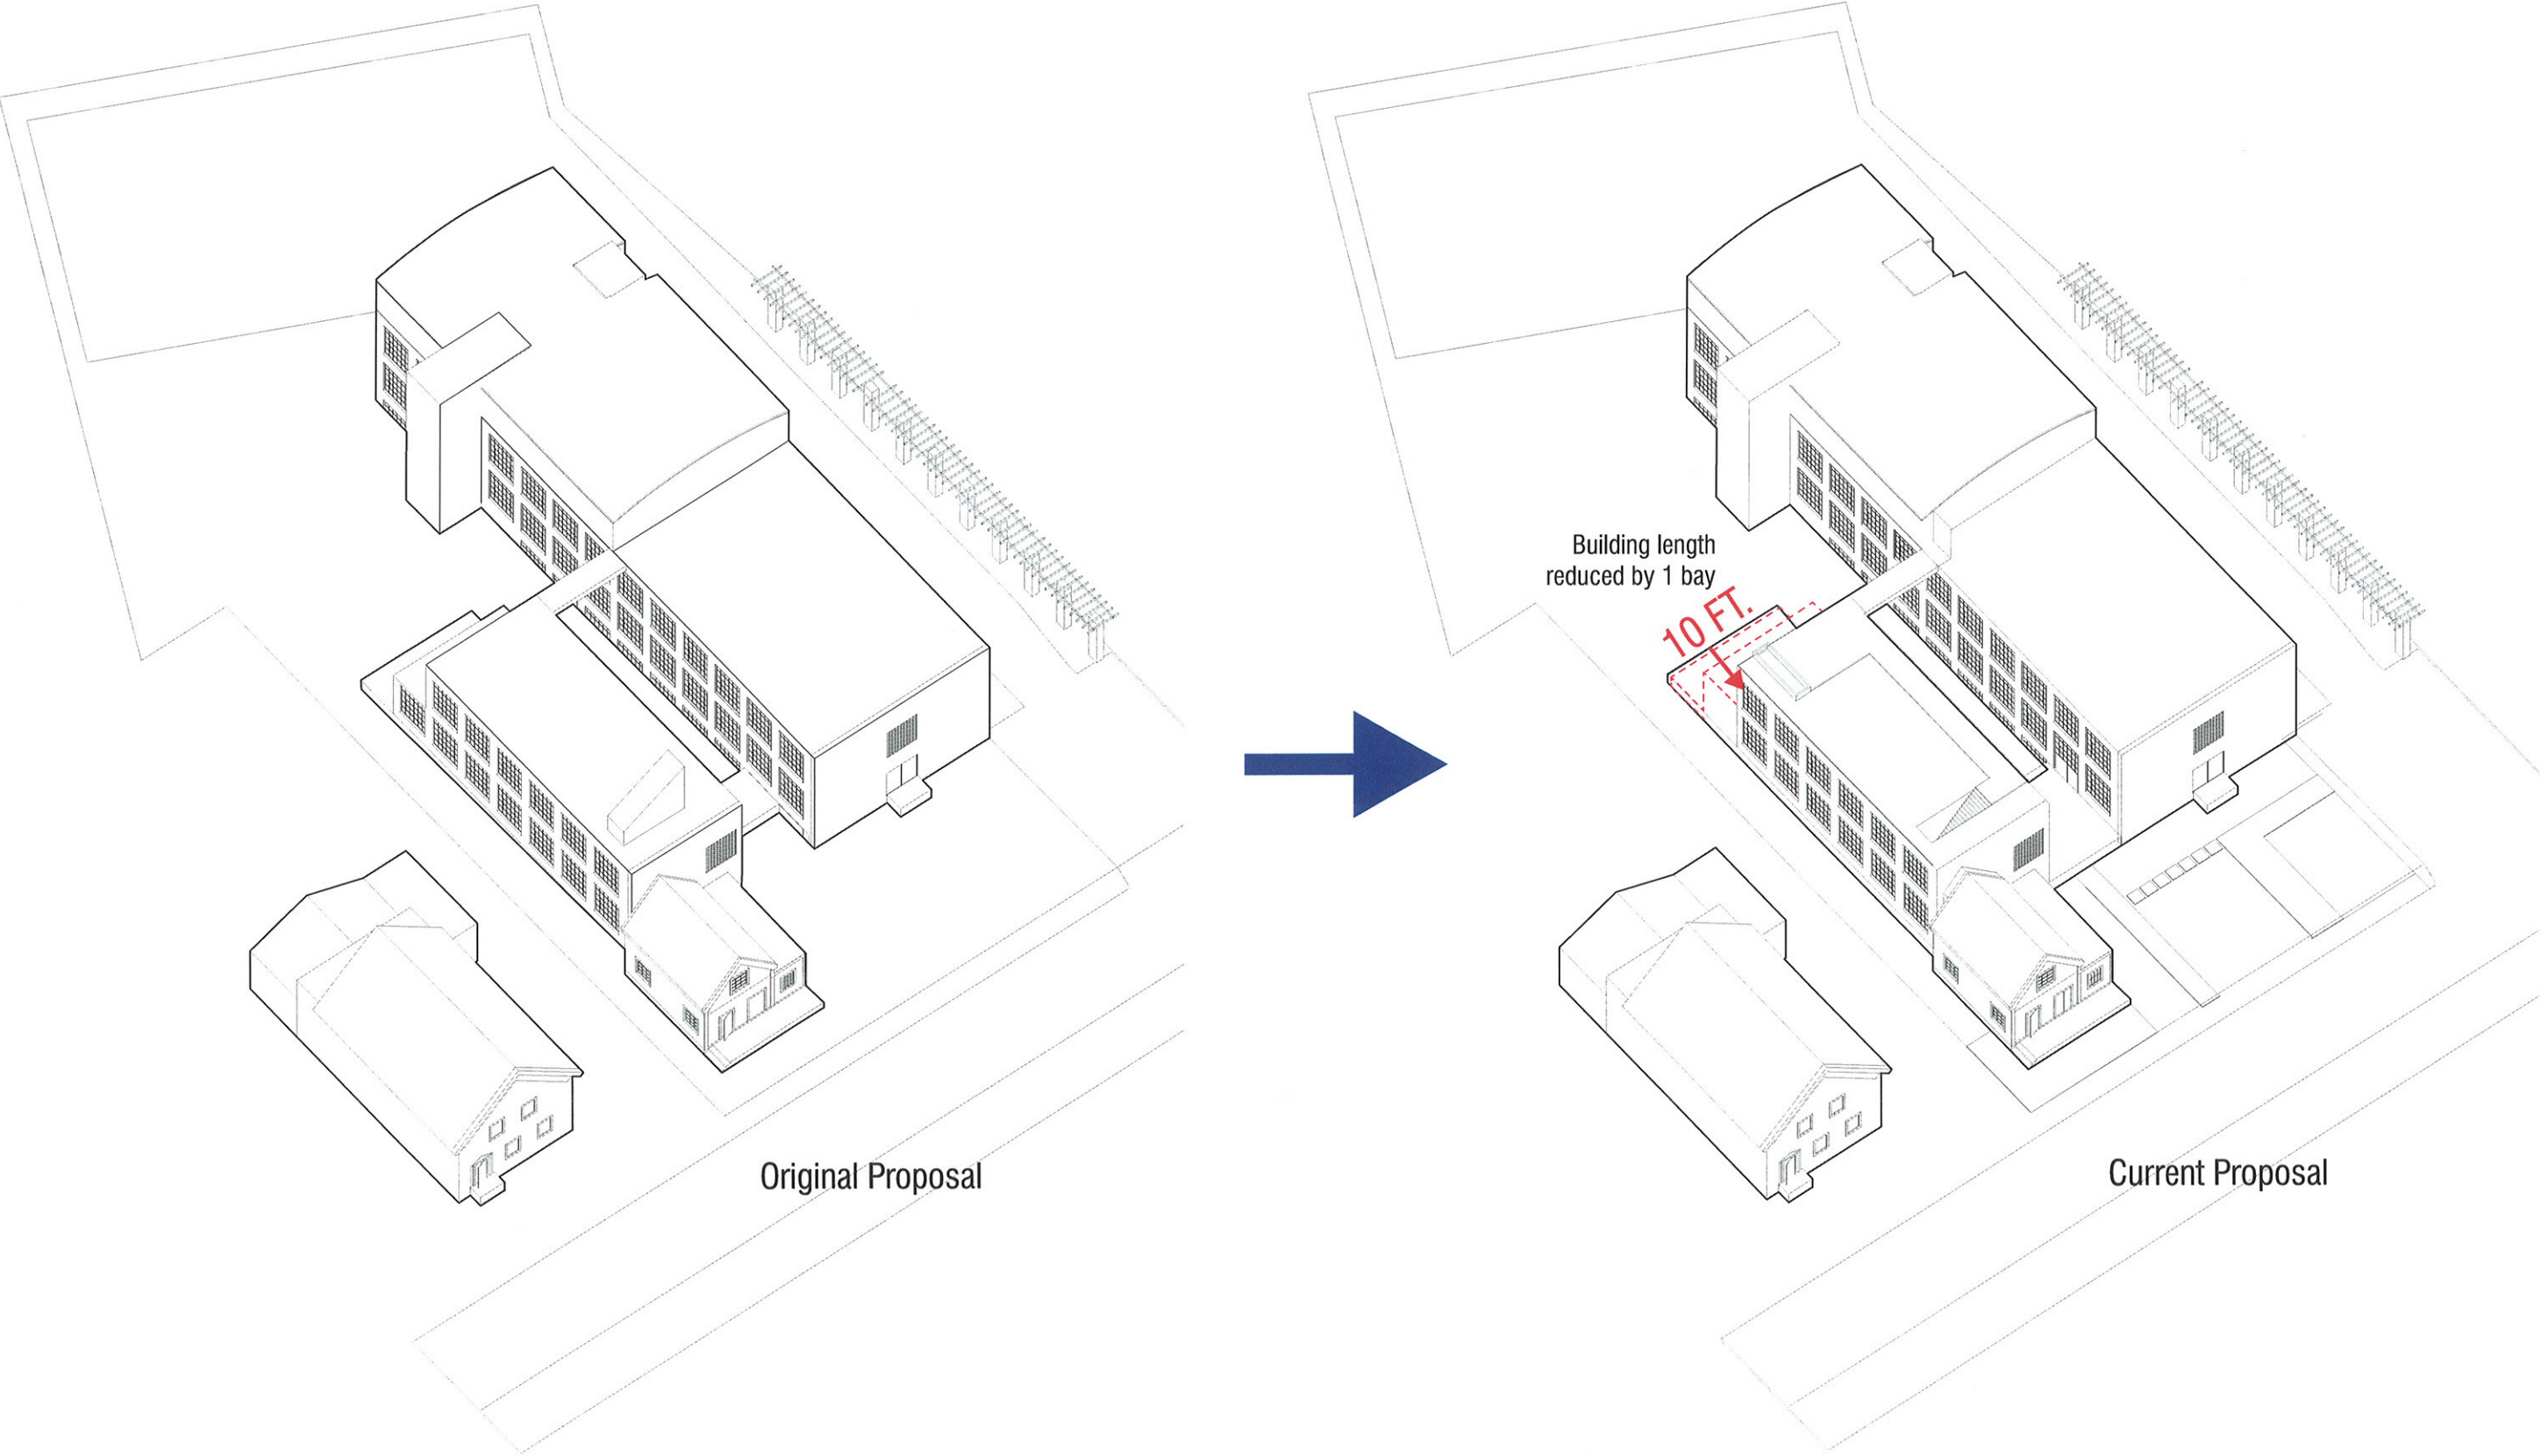 Building length
reduced by 1 bay
10 FT.
Original Proposal
Current Proposal